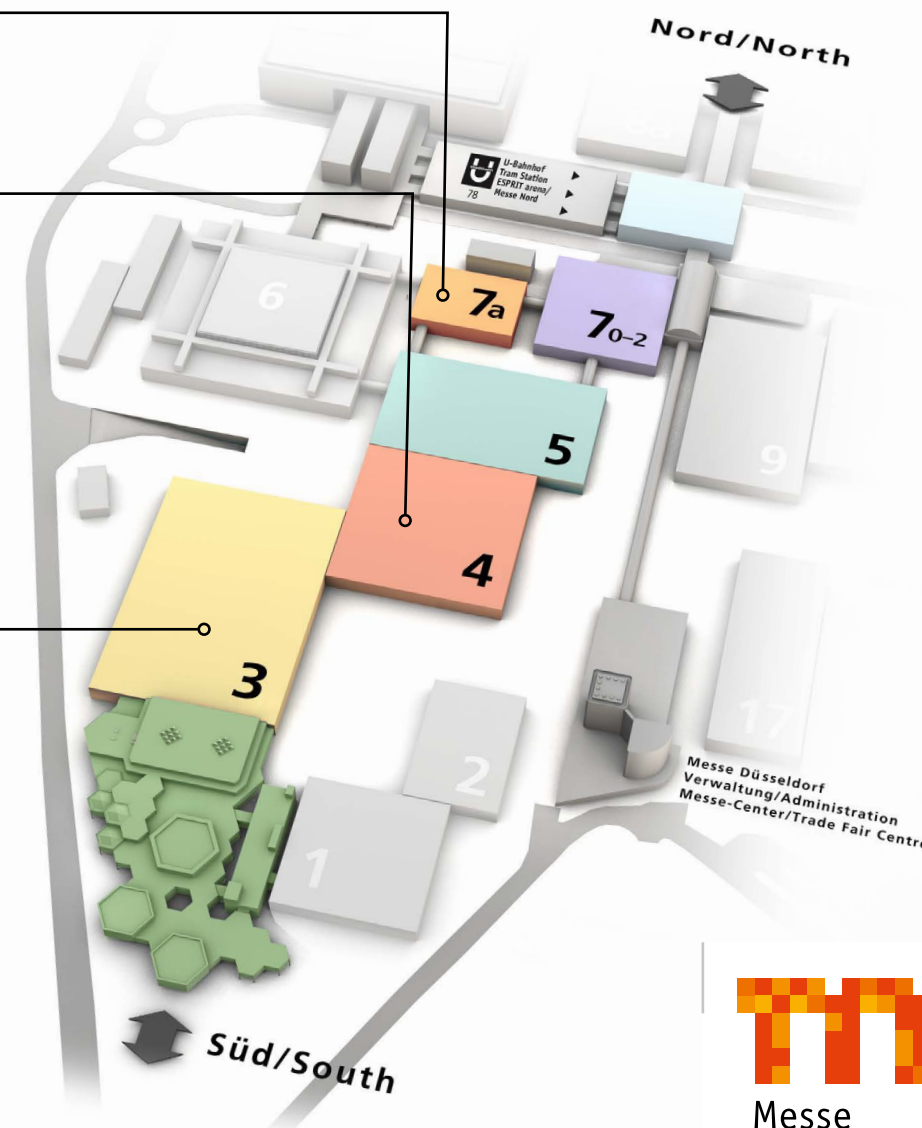 Nord/North
U-Bahnhof
Tram Station
ESPRIT arena/
Messe Nord
78
6
7a
70-2
5
9
4
3
17
2
1
Messe Düsseldorf
Verwaltung/Administration
Messe-Center/Trade Fair Centre
Süd/South
Messe